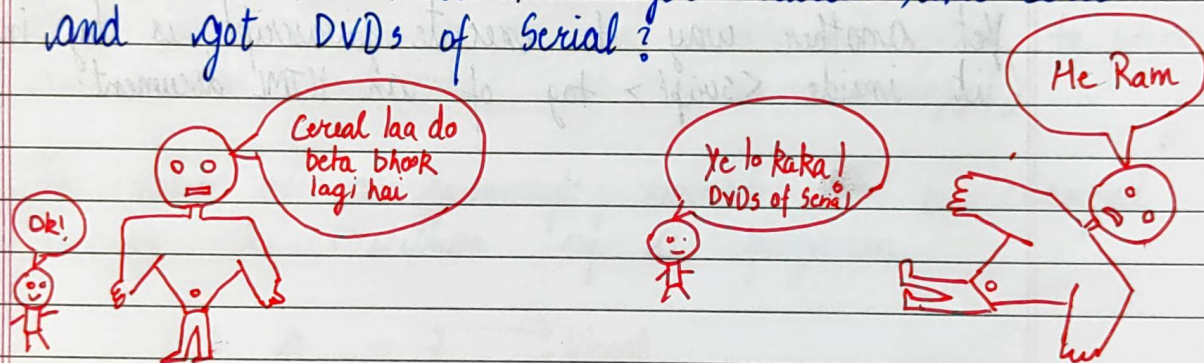 and got DVDs of Serial?
He Ram
Cereal laa do
beta bhook
lagi hai
Ye lo kaka!
DVDs of Serial
Ok!